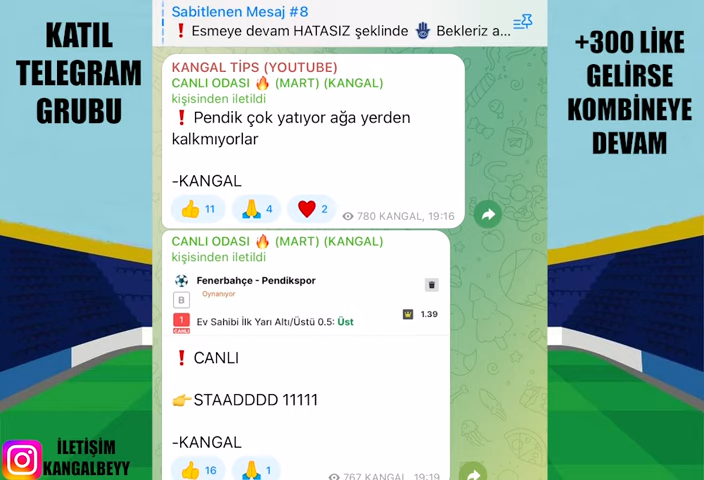 KATIL
TELEGRAM
GRUBU
Sabitlenen Mesaj #8
❗ Esmeye devam HATASIZ şeklinde 🪬 Bekleriz a...
+300 LİKE
GELİRSE
KOMBİNEYE
DEVAM
KANGAL TİPS (YOUTUBE)
CANLI ODASI 🔥 (MART) (KANGAL)
kişisinden iletildi
❗ Pendik çok yatıyor ağa yerden
kalkmıyorlar
-KANGAL
👍 11 🙏 4 ❤️ 2
780 KANGAL, 19:16
CANLI ODASI 🔥 (MART) (KANGAL)
kişisinden iletildi
Fenerbahçe - Pendikspor
Oynanıyor
B
1.39
1
CANLI
Ev Sahibi İlk Yarı Altı/Üstü 0.5: Üst
❗ CANLI
👉STAADDDD 11111
-KANGAL
👍 16 🙏 1
767 KANGAL, 19:19
İLETİŞİM
KANGALBEYY